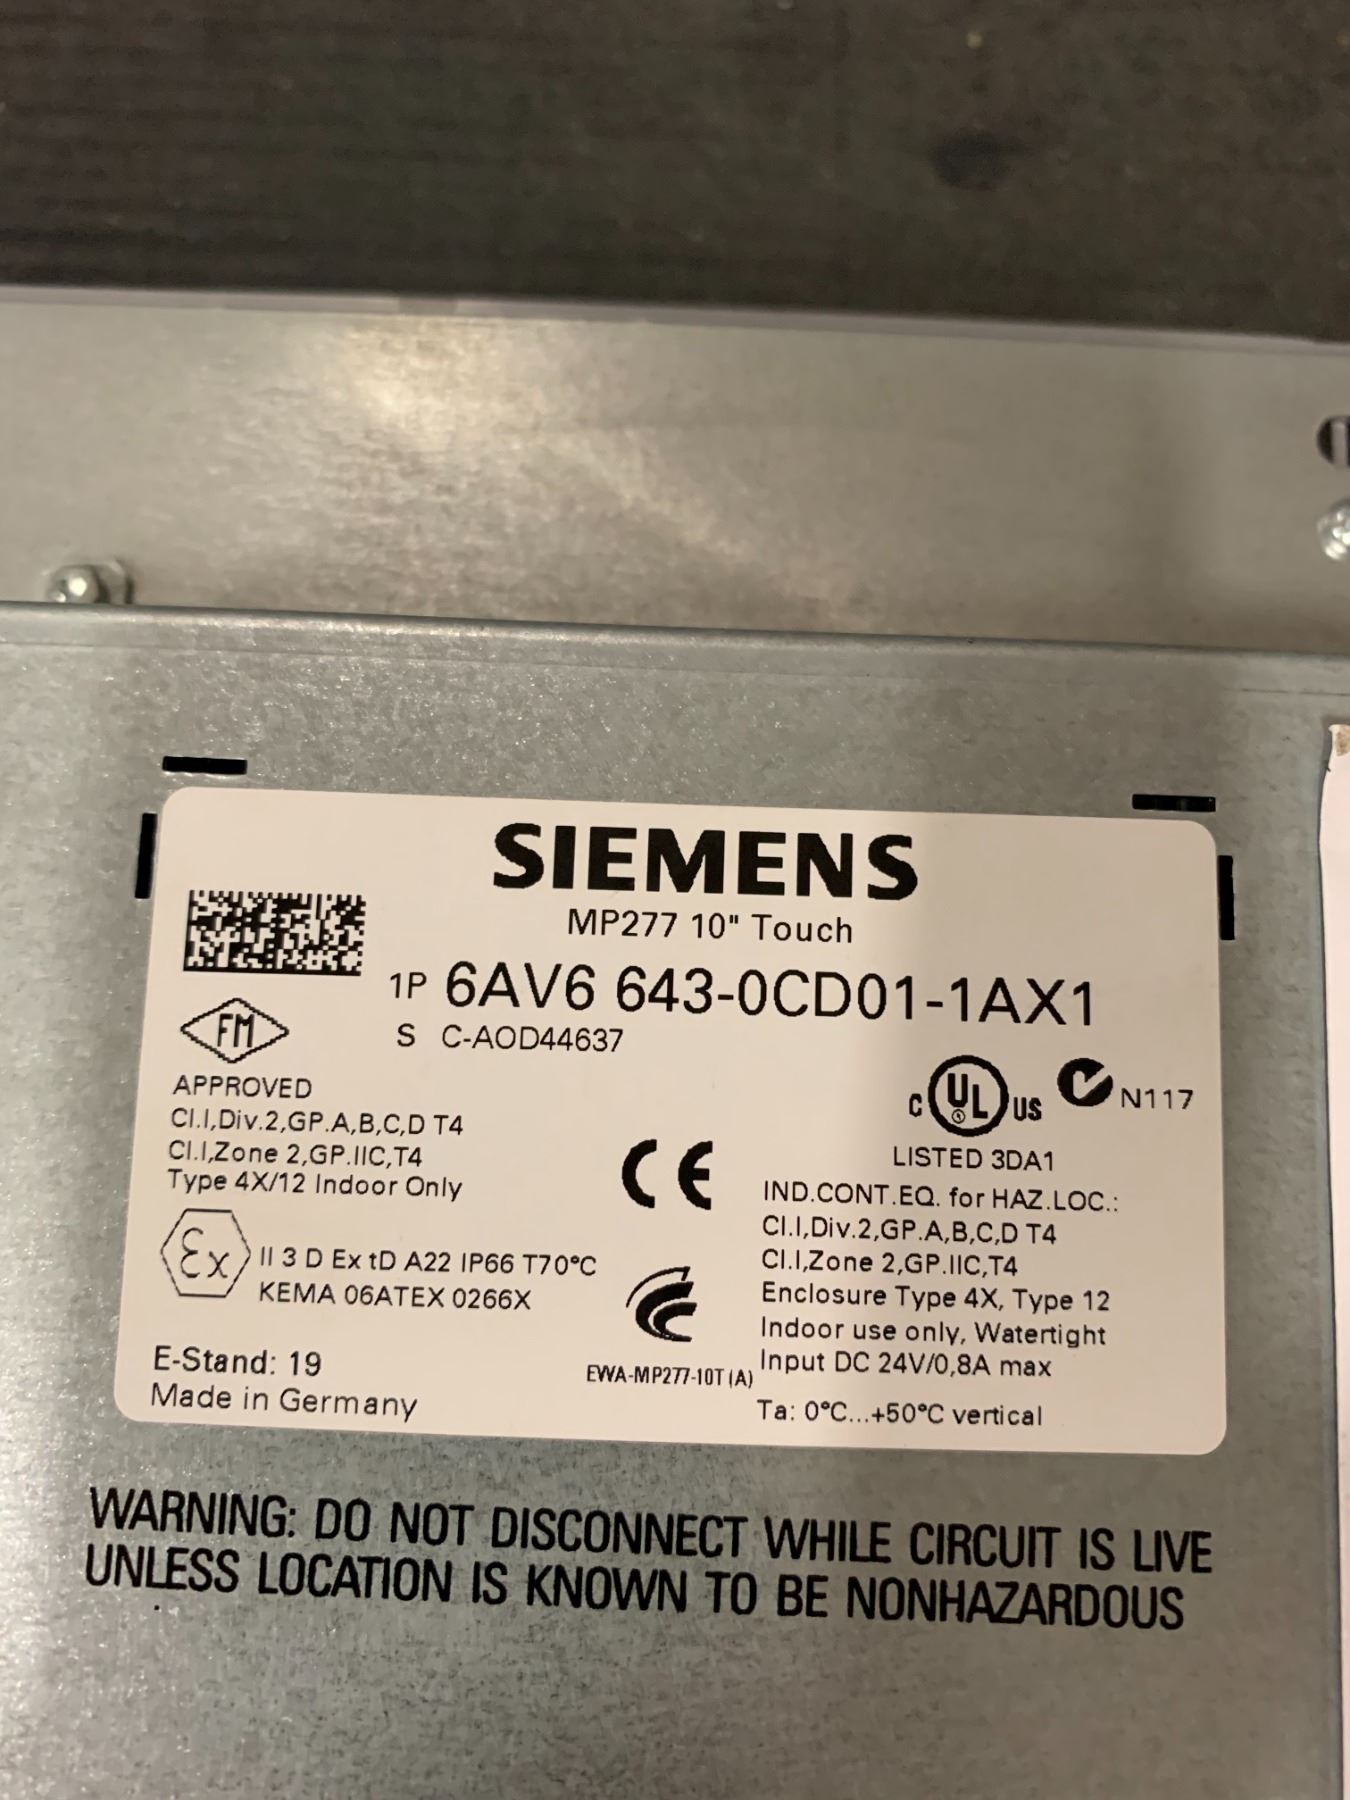 SIEMENS
MP277 10" Touch
1P 6AV6 643-0CD01-1AX1
S C-AOD44637
FM
APPROVED
Cl.I,Div.2,GP.A,B,C,D T4
Cl.I,Zone 2,GP.IIC,T4
Type 4X/12 Indoor Only
Ex II 3 D Ex tD A22 IP66 T70°C
KEMA 06ATEX 0266X
E-Stand: 19
Made in Germany
CE
EWA-MP277-10T(A)
C UL US N117
LISTED 3DA1
IND.CONT.EQ. for HAZ.LOC.:
Cl.I,Div.2,GP.A,B,C,D T4
Cl.I,Zone 2,GP.IIC,T4
Enclosure Type 4X, Type 12
Indoor use only, Watertight
Input DC 24V/0,8A max
Ta: 0°C...+50°C vertical
WARNING: DO NOT DISCONNECT WHILE CIRCUIT IS LIVE
UNLESS LOCATION IS KNOWN TO BE NONHAZARDOUS